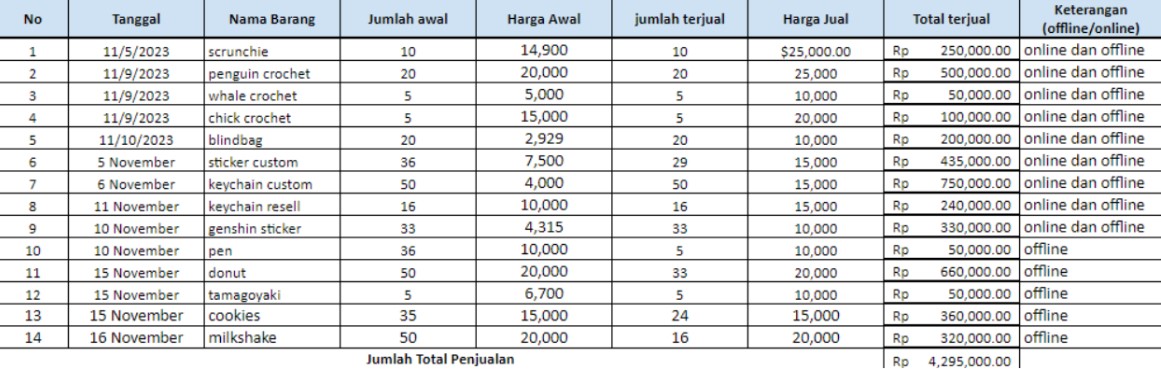 No Tanggal Nama Barang Jumlah awal Harga Awal jumlah terjual Harga Jual Total terjual Keterangan (offline/online)
1 11/5/2023 scrunchie 10 14,900 10 $25,000.00 Rp 250,000.00 online dan offline
2 11/9/2023 penguin crochet 20 20,000 20 25,000 Rp 500,000.00 online dan offline
3 11/9/2023 whale crochet 5 5,000 5 10,000 Rp 50,000.00 online dan offline
4 11/9/2023 chick crochet 5 15,000 5 20,000 Rp 100,000.00 online dan offline
5 11/10/2023 blindbag 20 2,929 20 10,000 Rp 200,000.00 online dan offline
6 5 November sticker custom 36 7,500 29 15,000 Rp 435,000.00 online dan offline
7 6 November keychain custom 50 4,000 50 15,000 Rp 750,000.00 online dan offline
8 11 November keychain resell 16 10,000 16 15,000 Rp 240,000.00 online dan offline
9 10 November genshin sticker 33 4,315 33 10,000 Rp 330,000.00 online dan offline
10 10 November pen 36 10,000 5 10,000 Rp 50,000.00 offline
11 15 November donut 50 20,000 33 20,000 Rp 660,000.00 offline
12 15 November tamagoyaki 5 6,700 5 10,000 Rp 50,000.00 offline
13 15 November cookies 35 15,000 24 15,000 Rp 360,000.00 offline
14 16 November milkshake 50 20,000 16 20,000 Rp 320,000.00 offline
Jumlah Total Penjualan Rp 4,295,000.00